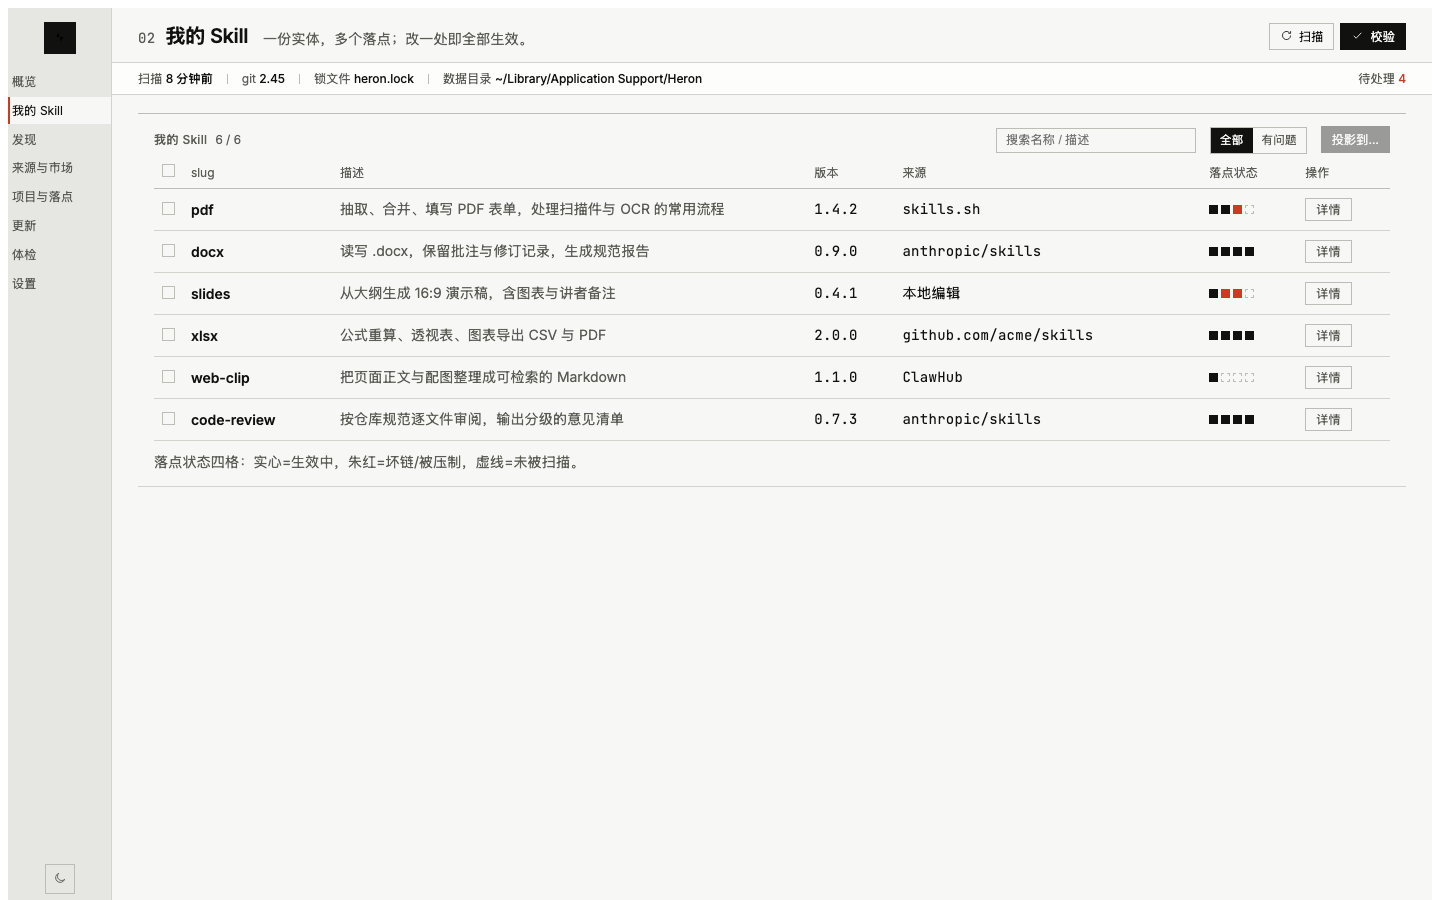 02 我的 Skill 一份实体，多个落点；改一处即全部生效。 扫描 校验
扫描 8 分钟前 git 2.45 锁文件 heron.lock 数据目录 ~/Library/Application Support/Heron 待处理 4
概览
我的 Skill
发现
来源与市场
项目与落点
更新
体检
设置
我的 Skill 6 / 6 搜索名称 / 描述 全部 有问题 投影到...
slug 描述 版本 来源 落点状态 操作
pdf 抽取、合并、填写 PDF 表单，处理扫描件与 OCR 的常用流程 1.4.2 skills.sh 详情
docx 读写 .docx，保留批注与修订记录，生成规范报告 0.9.0 anthropic/skills 详情
slides 从大纲生成 16:9 演示稿，含图表与讲者备注 0.4.1 本地编辑 详情
xlsx 公式重算、透视表、图表导出 CSV 与 PDF 2.0.0 github.com/acme/skills 详情
web-clip 把页面正文与配图整理成可检索的 Markdown 1.1.0 ClawHub 详情
code-review 按仓库规范逐文件审阅，输出分级的意见清单 0.7.3 anthropic/skills 详情
落点状态四格：实心=生效中，朱红=坏链/被压制，虚线=未被扫描。